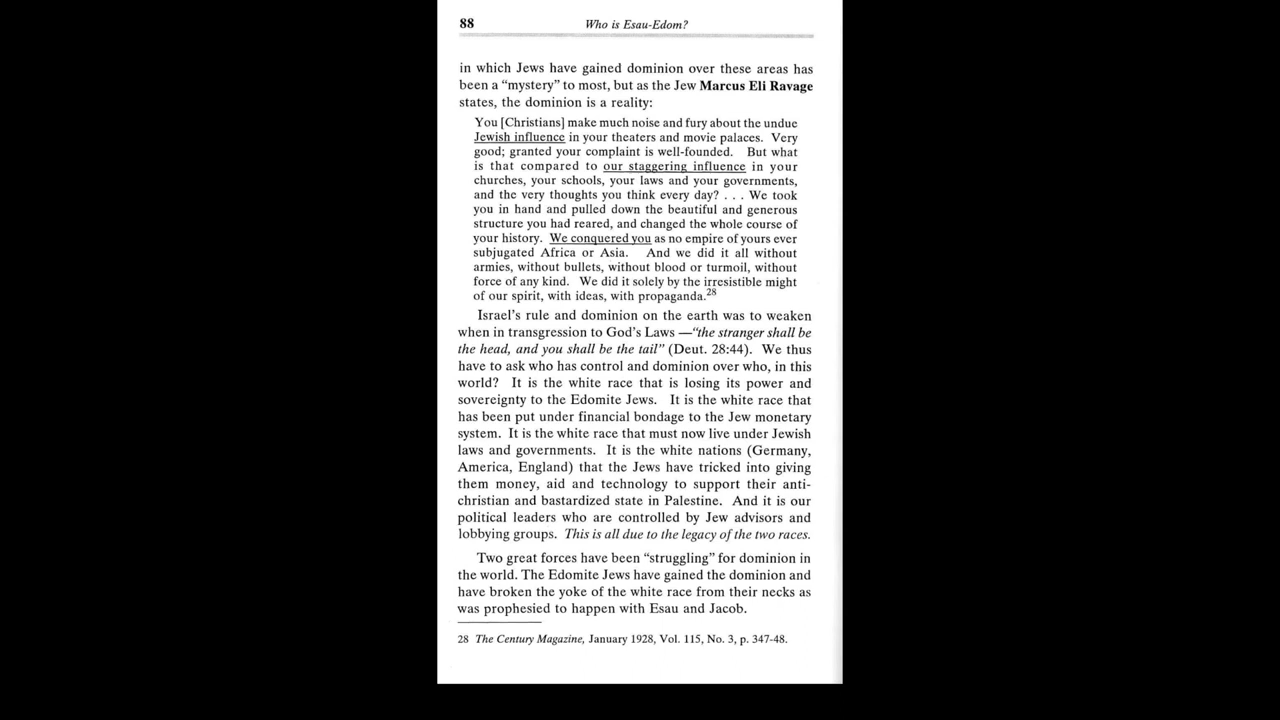 88
Who is Esau-Edom?
in which Jews have gained dominion over these areas has
been a “mystery” to most, but as the Jew Marcus Eli Ravage
states, the dominion is a reality:
You [Christians] make much noise and fury about the undue
Jewish influence in your theaters and movie palaces. Very
good; granted your complaint is well-founded. But what
is that compared to our staggering influence in your
churches, your schools, your laws and your governments,
and the very thoughts you think every day? . . . We took
you in hand and pulled down the beautiful and generous
structure you had reared, and changed the whole course of
your history. We conquered you as no empire of yours ever
subjugated Africa or Asia. And we did it all without
armies, without bullets, without blood or turmoil, without
force of any kind. We did it solely by the irresistible might
of our spirit, with ideas, with propaganda.28
Israel’s rule and dominion on the earth was to weaken
when in transgression to God’s Laws —“the stranger shall be
the head, and you shall be the tail” (Deut. 28:44). We thus
have to ask who has control and dominion over who, in this
world? It is the white race that is losing its power and
sovereignty to the Edomite Jews. It is the white race that
has been put under financial bondage to the Jew monetary
system. It is the white race that must now live under Jewish
laws and governments. It is the white nations (Germany,
America, England) that the Jews have tricked into giving
them money, aid and technology to support their anti-
christian and bastardized state in Palestine. And it is our
political leaders who are controlled by Jew advisors and
lobbying groups. This is all due to the legacy of the two races.
Two great forces have been “struggling” for dominion in
the world. The Edomite Jews have gained the dominion and
have broken the yoke of the white race from their necks as
was prophesied to happen with Esau and Jacob.
28 The Century Magazine, January 1928, Vol. 115, No. 3, p. 347-48.